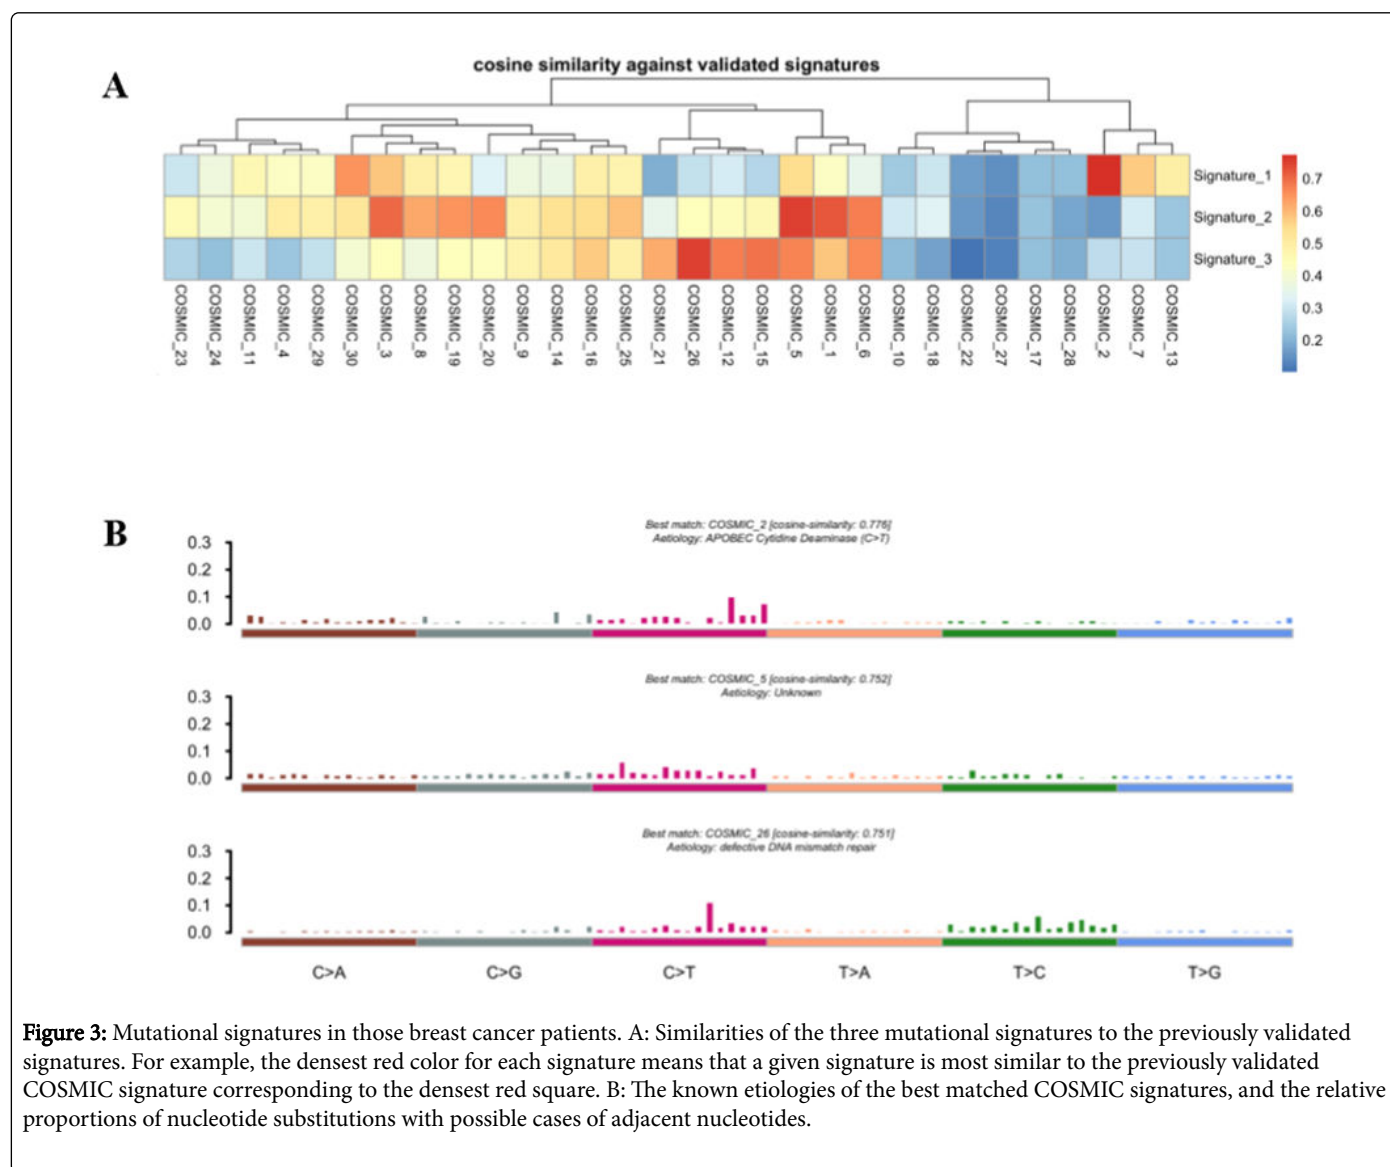 A
cosine similarity against validated signatures
Signature_1
Signature_2
Signature_3
0.7
0.6
0.5
0.4
0.3
0.2
COSMIC_23
COSMIC_24
COSMIC_11
COSMIC_4
COSMIC_29
COSMIC_30
COSMIC_3
COSMIC_8
COSMIC_19
COSMIC_20
COSMIC_9
COSMIC_14
COSMIC_16
COSMIC_25
COSMIC_21
COSMIC_26
COSMIC_12
COSMIC_15
COSMIC_5
COSMIC_1
COSMIC_6
COSMIC_10
COSMIC_18
COSMIC_22
COSMIC_27
COSMIC_17
COSMIC_28
COSMIC_2
COSMIC_7
COSMIC_13
B
Best match: COSMIC_2 [cosine-similarity: 0.776]
Aetiology: APOBEC Cytidine Deaminase (C>T)
0.3
0.2
0.1
0.0
Best match: COSMIC_5 [cosine-similarity: 0.752]
Aetiology: Unknown
0.3
0.2
0.1
0.0
Best match: COSMIC_26 [cosine-similarity: 0.751]
Aetiology: defective DNA mismatch repair
0.3
0.2
0.1
0.0
C>A C>G C>T T>A T>C T>G
Figure 3: Mutational signatures in those breast cancer patients. A: Similarities of the three mutational signatures to the previously validated
signatures. For example, the densest red color for each signature means that a given signature is most similar to the previously validated
COSMIC signature corresponding to the densest red square. B: The known etiologies of the best matched COSMIC signatures, and the relative
proportions of nucleotide substitutions with possible cases of adjacent nucleotides.